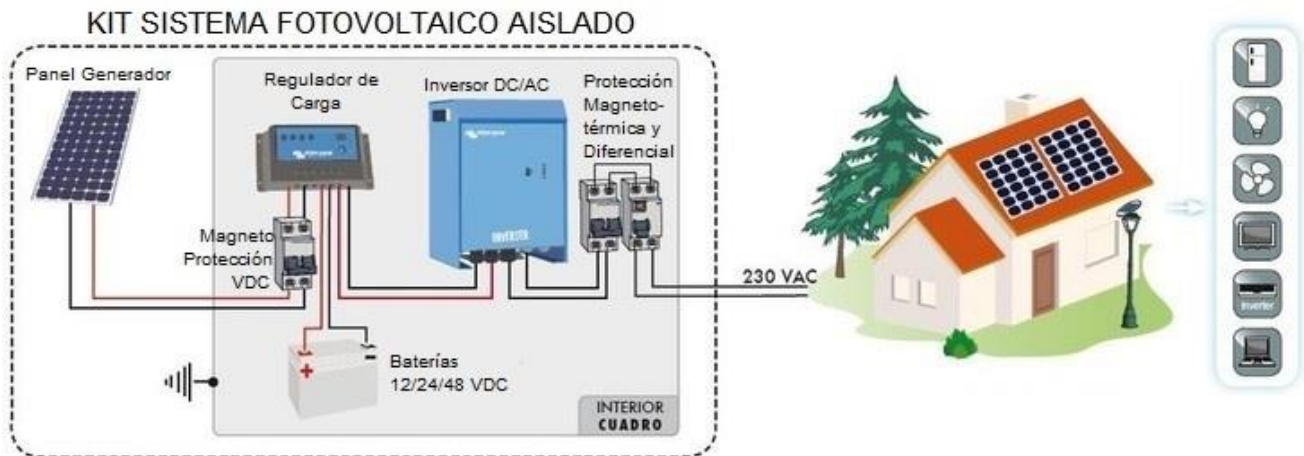 KIT SISTEMA FOTOVOLTAICO AISLADO
Panel Generador
Regulador de
Carga
Inversor DC/AC
Protección
Magneto-
térmica y
Diferencial
Magneto
Protección
VDC
INVERTER
230 VAC
Baterías
12/24/48 VDC
INTERIOR
CUADRO
Inverter